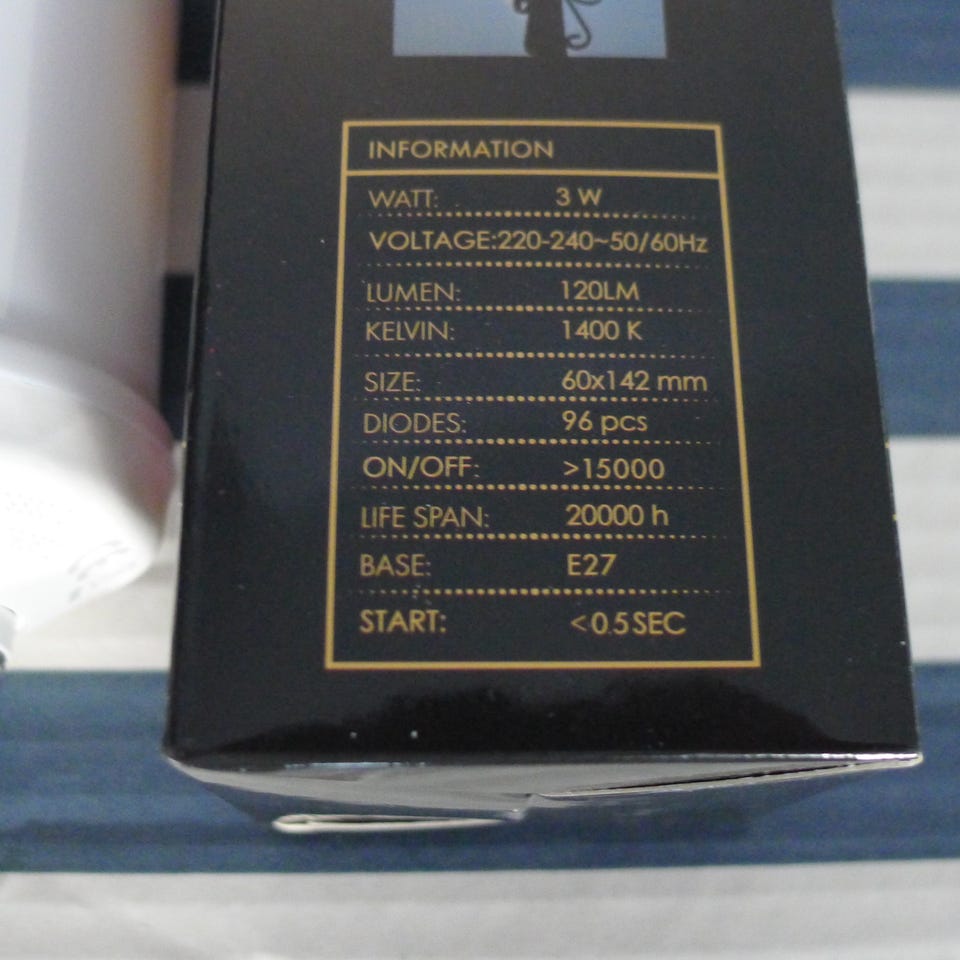 INFORMATION
WATT: 3 W
VOLTAGE:220-240~50/60Hz
LUMEN: 120LM
KELVIN: 1400 K
SIZE: 60x142 mm
DIODES: 96 pcs
ON/OFF: >15000
LIFE SPAN: 20000 h
BASE: E27
START: <0.5SEC